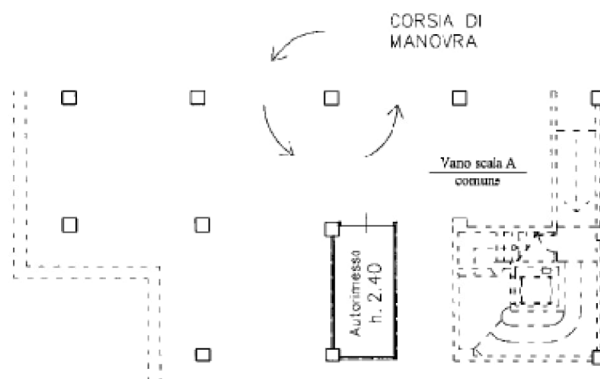 CORSIA DI
MANOVRA
Vano scala A
comune
Autorimessa
h. 2.40